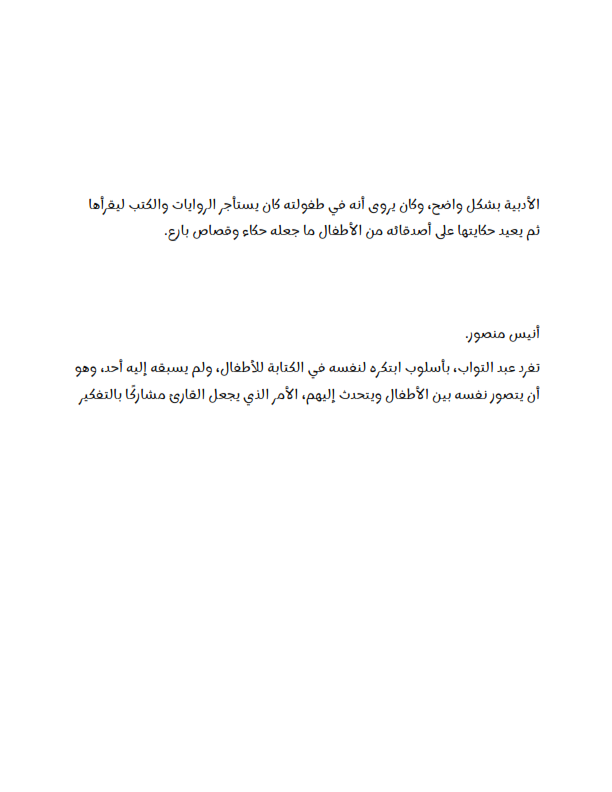 الأدبية بشكل واضح، وكان يروى أنه في طفولته كان يستأجر الروايات والكتب ليقرأها
ثم يعيد حكايتها على أصدقائه من الأطفال ما جعله حكاء وقصاص بارع.
أنيس منصور.
تفرد عبد التواب، بأسلوب ابتكره لنفسه في الكتابة للأطفال، ولم يسبقه إليه أحد، وهو
أن يتصور نفسه بين الأطفال ويتحدث إليهم، الأمر الذي يجعل القارئ مشاركًا بالتفكير